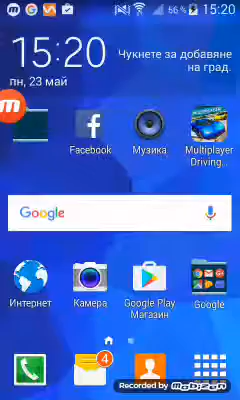 56% 15:20
15:20
Чукнете за добавяне
на град.
пн, 23 май
Facebook
Музика
Multiplayer
Driving...
Google
Интернет
Камера
Google Play
Магазин
Google
4
Recorded by Mobizen